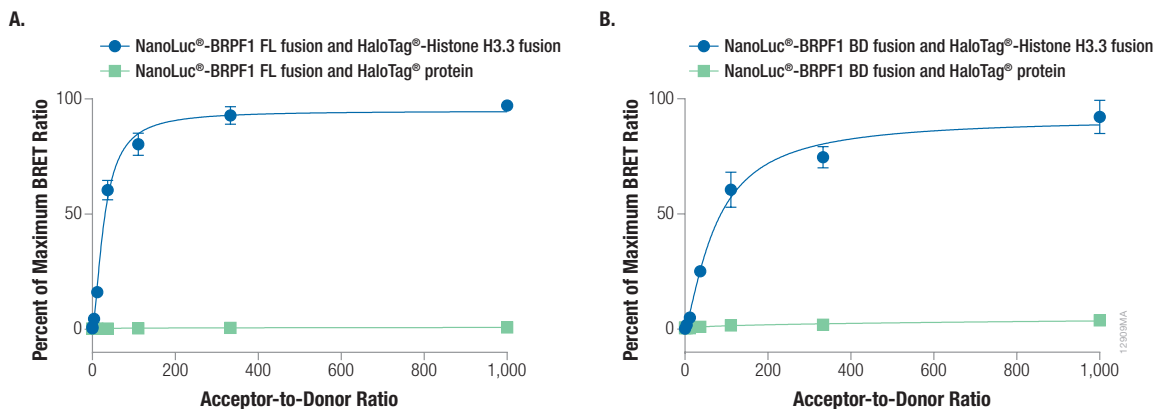 A.
NanoLuc®-BRPF1 FL fusion and HaloTag®-Histone H3.3 fusion
NanoLuc®-BRPF1 FL fusion and HaloTag® protein
Percent of Maximum BRET Ratio
100
50
0
0 200 400 600 800 1,000
Acceptor-to-Donor Ratio
B.
NanoLuc®-BRPF1 BD fusion and HaloTag®-Histone H3.3 fusion
NanoLuc®-BRPF1 BD fusion and HaloTag® protein
Percent of Maximum BRET Ratio
100
50
0
0 200 400 600 800 1,000
Acceptor-to-Donor Ratio
12909MA